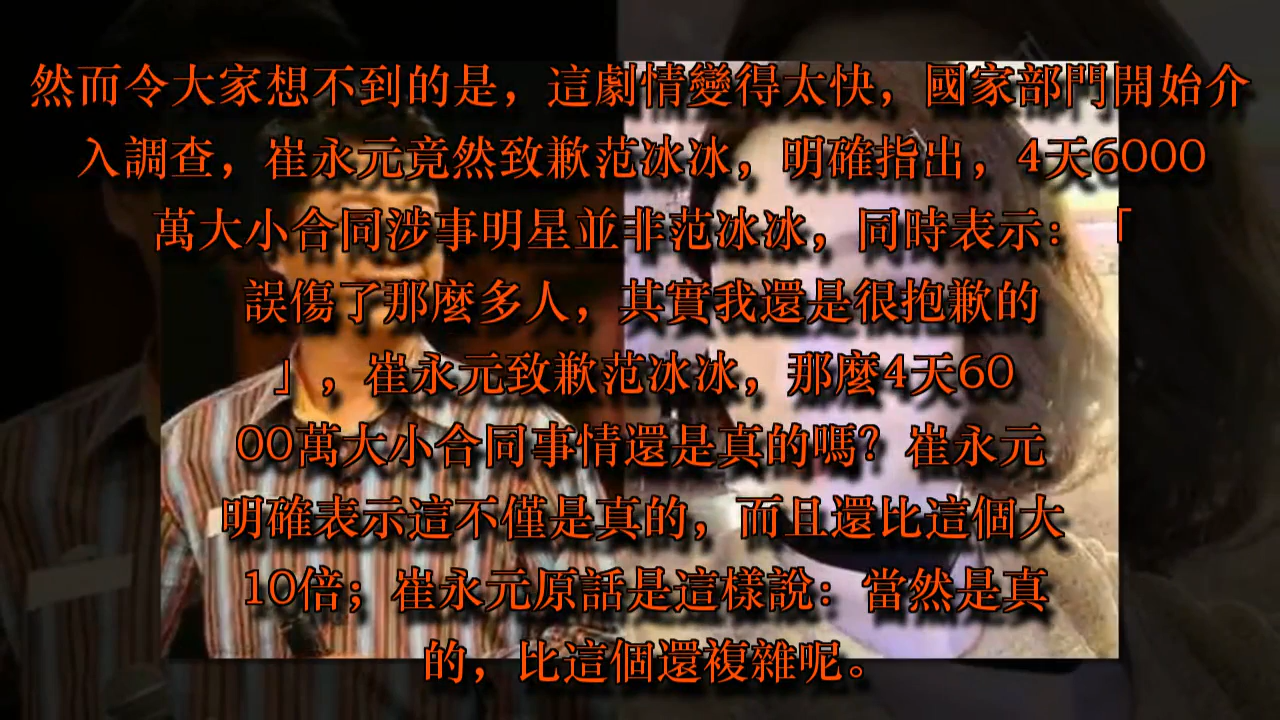 然而令大家想不到的是，這劇情變得太快，國家部門開始介
入調查，崔永元竟然致歉范冰冰，明確指出，4天6000
萬大小合同涉事明星並非范冰冰，同時表示：「
誤傷了那麼多人，其實我還是很抱歉的
」，崔永元致歉范冰冰，那麼4天60
00萬大小合同事情還是真的嗎？崔永元
明確表示這不僅是真的，而且還比這個大
10倍；崔永元原話是這樣說：當然是真
的，比這個還複雜呢。